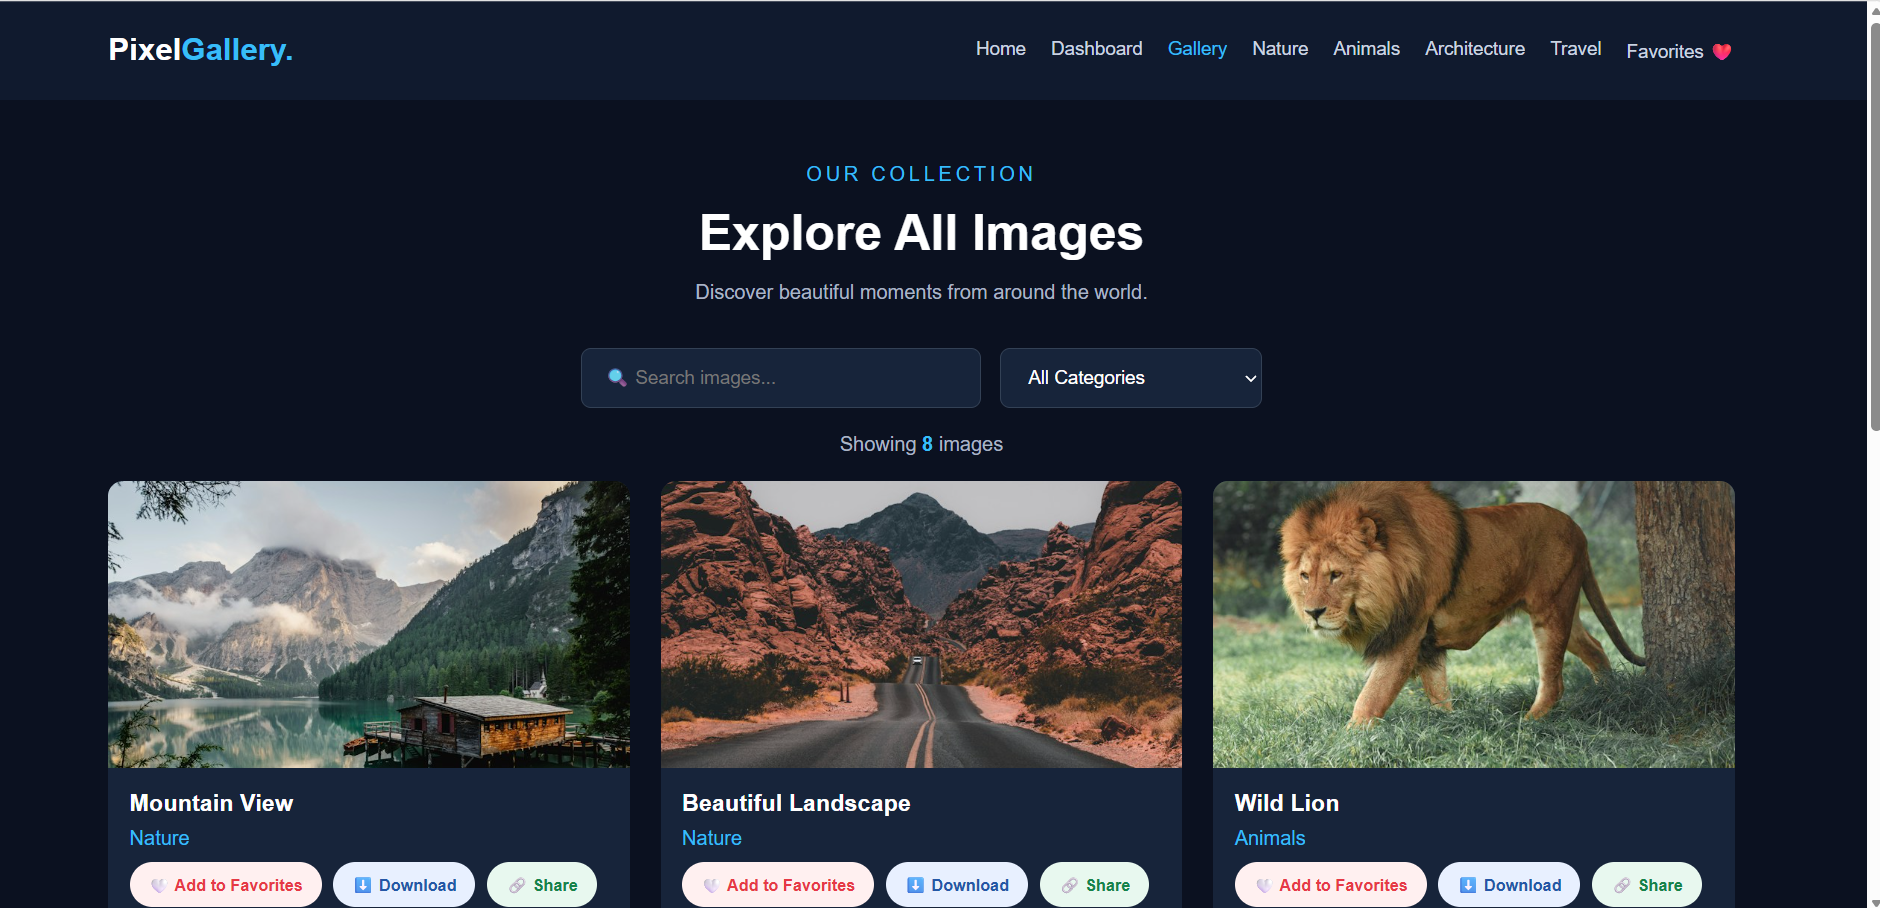 PixelGallery.
Home Dashboard Gallery Nature Animals Architecture Travel Favorites ❤️
OUR COLLECTION
Explore All Images
Discover beautiful moments from around the world.
🔍 Search images...
All Categories
Showing 8 images
Mountain View
Nature
🤍 Add to Favorites ⬇️ Download 🔗 Share
Beautiful Landscape
Nature
🤍 Add to Favorites ⬇️ Download 🔗 Share
Wild Lion
Animals
🤍 Add to Favorites ⬇️ Download 🔗 Share